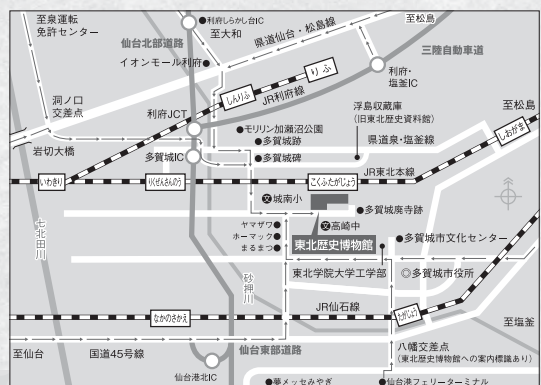 至泉運転
免許センター
仙台北部道路
●利府しらかし台IC
至大和
県道仙台・松島線
至松島
イオンモール利府●
三陸自動車道
りふ
しんりふ
JR利府線
利府・
塩釜IC
洞ノ口
交差点
利府JCT
浮島収蔵庫
(旧東北歴史資料館)
至松島
●モリリン加瀬沼公園
●多賀城跡
しおがま
岩切大橋
多賀城IC
●多賀城碑
県道泉・塩釜線
JR東北本線
いわきり
りくぜんさんのう
こくふたがじょう
文城南小
●多賀城廃寺跡
七北田川
ヤマザワ●
ホーマック●
まるまつ●
文高崎中
東北歴史博物館
●多賀城市文化センター
砂押川
東北学院大学工学部
◎多賀城市役所
JR仙石線
なかのさかえ
たがじょう
至塩釜
至仙台
国道45号線
仙台東部道路
八幡交差点
(東北歴史博物館への案内標識あり)
仙台港北IC
●夢メッセみやぎ
●仙台港フェリーターミナル